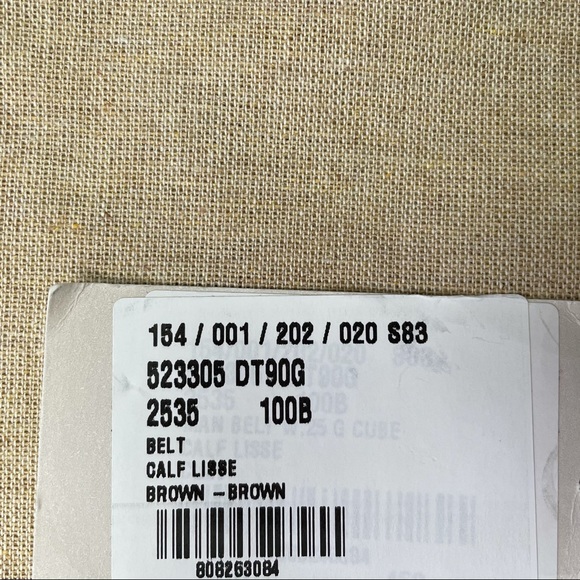 154 / 001 / 202 / 020 S83
523305 DT90G
2535 100B
BELT
CALF LISSE
BROWN -BROWN
808263084